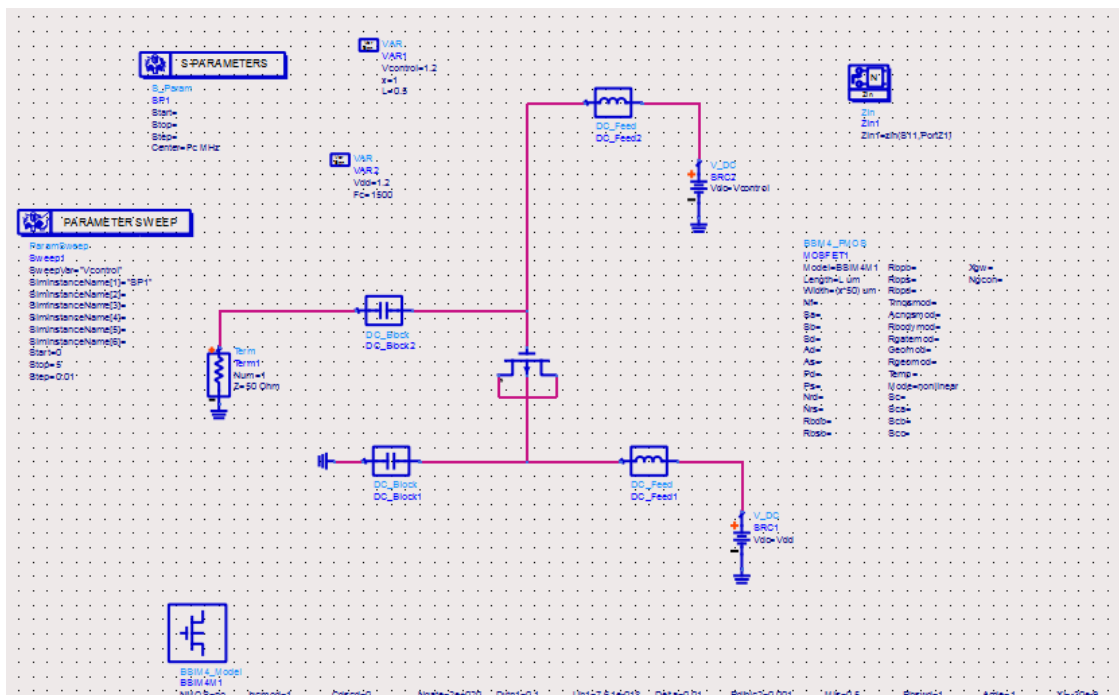 S-PARAMETERS
S_Param
SP1
Start=
Stop=
Step=
Center=Fc MHz
VAR
VAR1
Vcontrol=1.2
x=1
L=0.5
VAR
VAR2
Vdd=1.2
Fc=1500
DC_Feed
DC_Feed2
V_DC
SRC2
Vdc=Vcontrol
N
Zin
Zin
Zin1
Zin1=zin(S11,PortZ1)
PARAMETER SWEEP
ParamSweep
Sweep1
SweepVar="Vcontrol"
SimInstanceName[1]="SP1"
SimInstanceName[2]=
SimInstanceName[3]=
SimInstanceName[4]=
SimInstanceName[5]=
SimInstanceName[6]=
Start=0
Stop=5
Step=0.01
DC_Block
DC_Block2
Term
Term1
Num=1
Z=50 Ohm
BSIM4_PMOS
MOSFET1
Model=BSIM4M1 Rbpb= Xgw=
Length=L um Rbps= Ngcon=
Width=(x*50) um Rbpd=
Nf= Trnqsmod=
Sa= Acnqsmod=
Sb= Rbodymod=
Sd= Rgatemod=
Ad= Geomod=
As= Rgeomod=
Pd= Temp=
Ps= Mode=nonlinear
Nrd= Sc=
Nrs= Sca=
Rbdb= Scb=
Rbsb= Scc=
DC_Block
DC_Block1
DC_Feed
DC_Feed1
V_DC
SRC1
Vdc=Vdd
BSIM4_Model
BSIM4M1